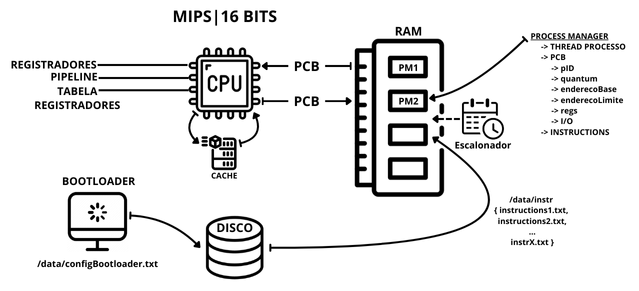 MIPS|16 BITS
RAM
REGISTRADORES
PIPELINE
TABELA
REGISTRADORES
CPU
PCB
PCB
CACHE
PM1
PM2
Escalonador
PROCESS MANAGER
-> THREAD PROCESSO
-> PCB
-> pID
-> quantum
-> enderecoBase
-> enderecoLimite
-> regs
-> I/O
-> INSTRUCTIONS
BOOTLOADER
/data/configBootloader.txt
DISCO
/data/instr
{ instructions1.txt,
instructions2.txt,
...
instrX.txt }